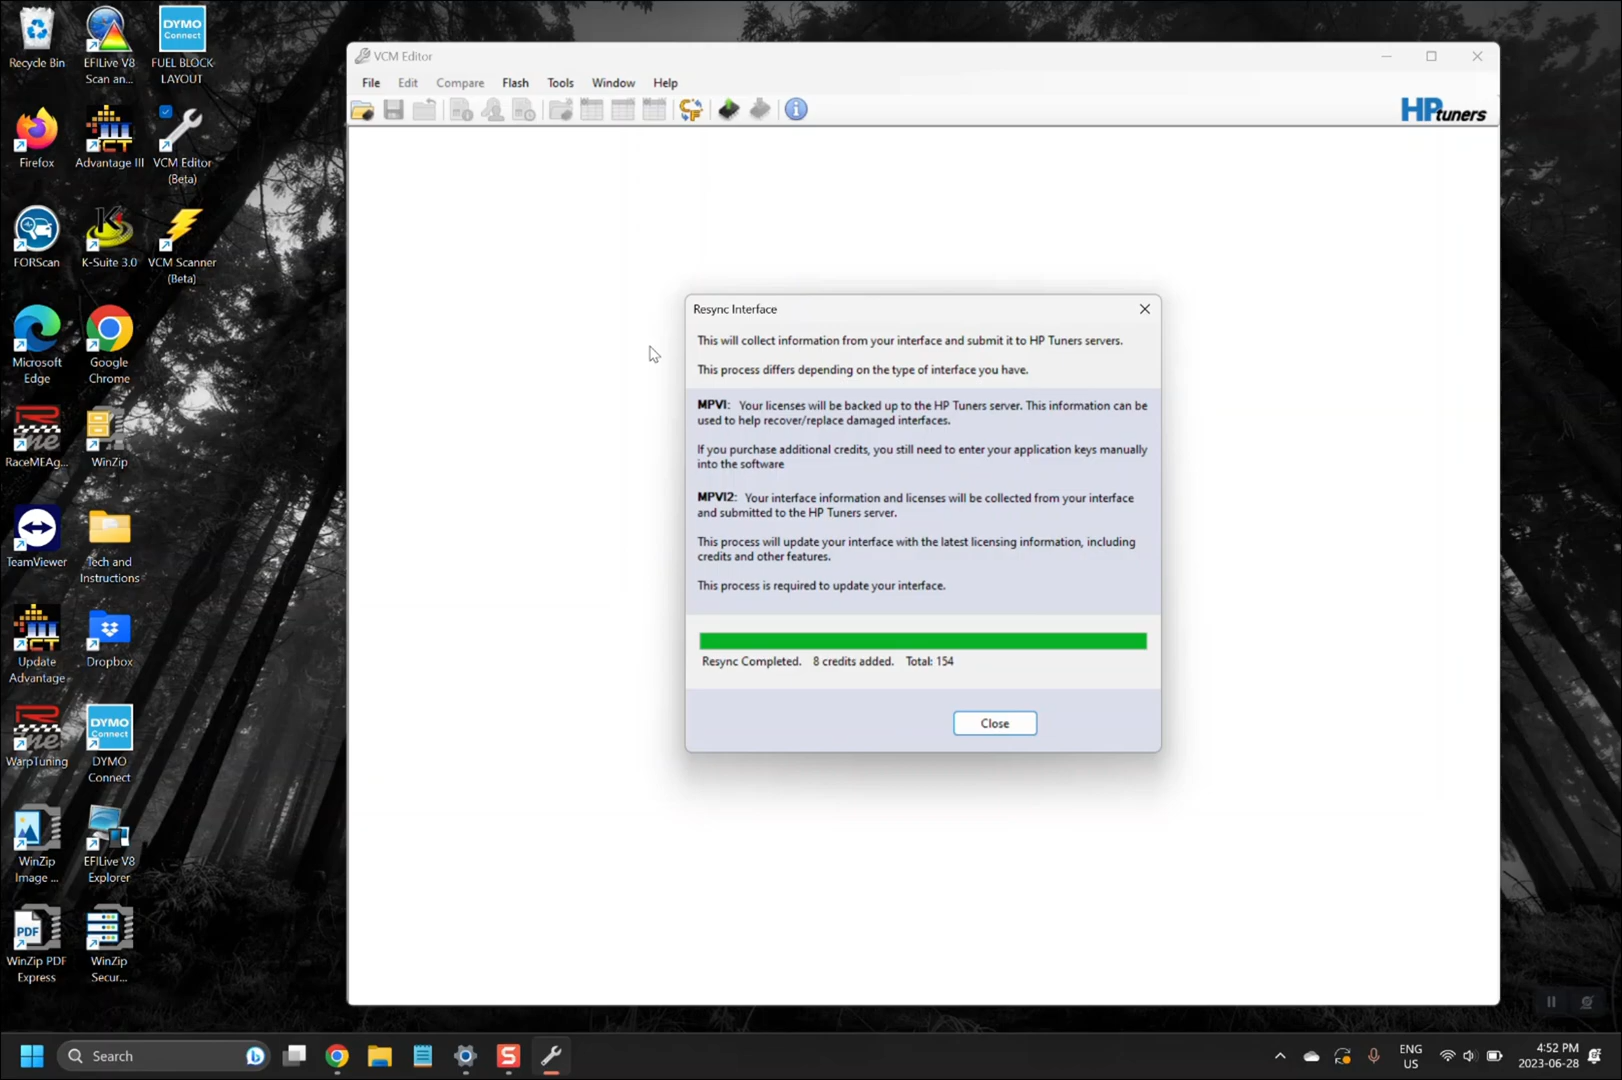 Recycle Bin
EFILive V8
Scan an...
DYMO
Connect
FUEL BLOCK
LAYOUT
Firefox
Advantage III
VCM Editor
(Beta)
FORScan
K-Suite 3.0
VCM Scanner
(Beta)
Microsoft
Edge
Google
Chrome
RaceMEAg...
WinZip
TeamViewer
Tech and
Instructions
Update
Advantage
Dropbox
WarpTuning
DYMO
Connect
DYMO
Connect
WinZip
Image ...
EFILive V8
Explorer
PDF
WinZip PDF
Express
WinZip
Secur...
VCM Editor
File Edit Compare Flash Tools Window Help
HPtuners
Resync Interface
This will collect information from your interface and submit it to HP Tuners servers.
This process differs depending on the type of interface you have.
MPVI: Your licenses will be backed up to the HP Tuners server. This information can be
used to help recover/replace damaged interfaces.
If you purchase additional credits, you still need to enter your application keys manually
into the software
MPVI2: Your interface information and licenses will be collected from your interface
and submitted to the HP Tuners server.
This process will update your interface with the latest licensing information, including
credits and other features.
This process is required to update your interface.
Resync Completed. 8 credits added. Total: 154
Close
Search
ENG
US
4:52 PM
2023-06-28